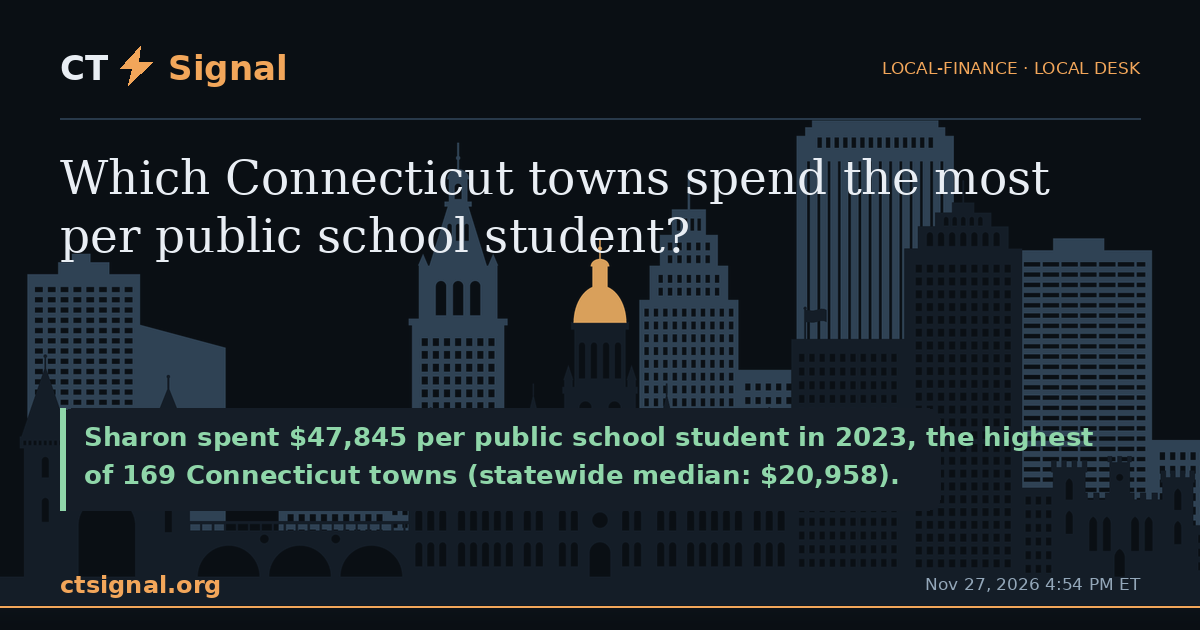 CT Signal
LOCAL-FINANCE · LOCAL DESK
Which Connecticut towns spend the most
per public school student?
Sharon spent $47,845 per public school student in 2023, the highest
of 169 Connecticut towns (statewide median: $20,958).
ctsignal.org
Nov 27, 2026 4:54 PM ET